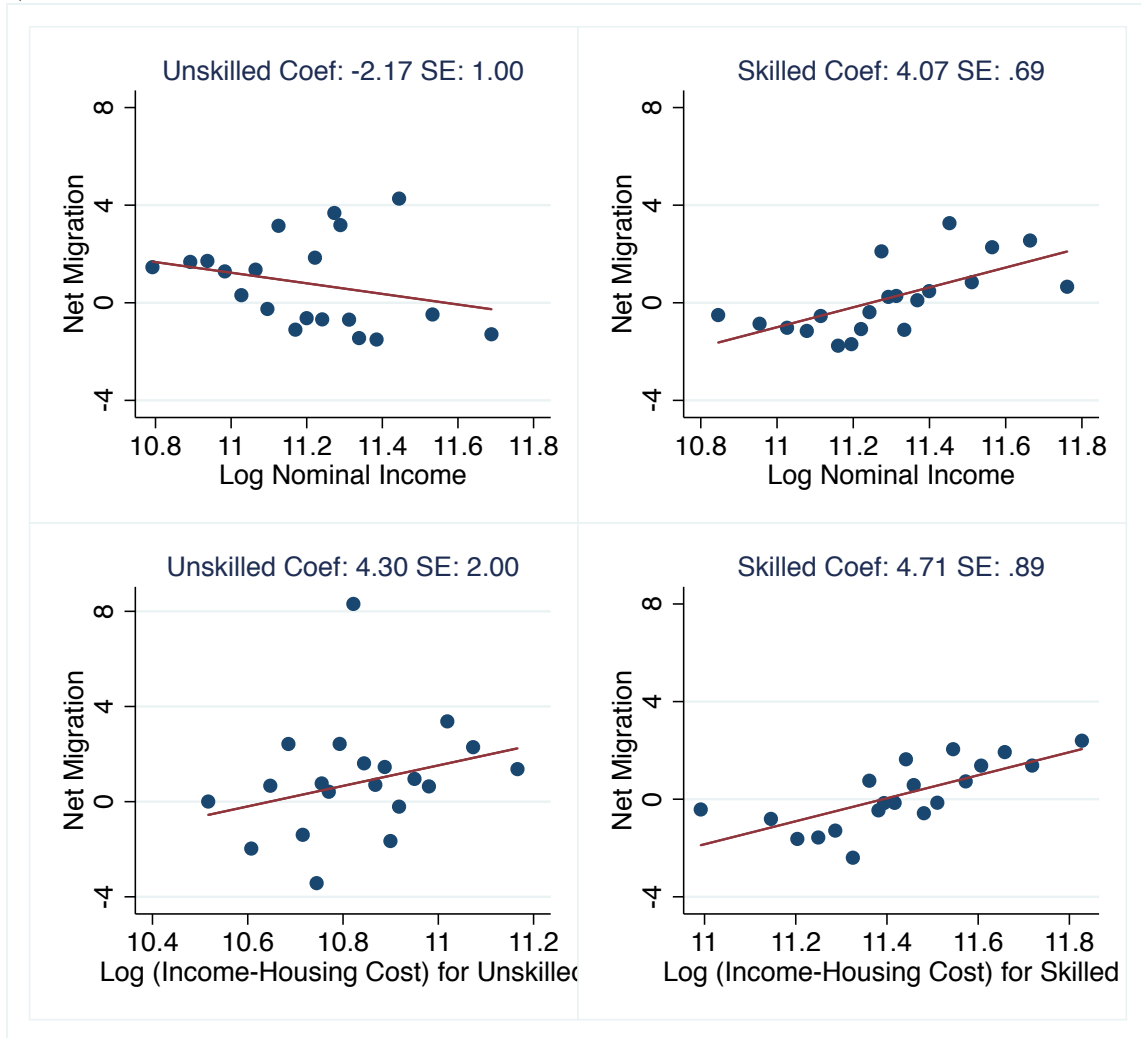 Unskilled Coef: -2.17 SE: 1.00
8
4
0
-4
Net Migration
10.8 11 11.2 11.4 11.6 11.8
Log Nominal Income
Skilled Coef: 4.07 SE: .69
8
4
0
-4
Net Migration
10.8 11 11.2 11.4 11.6 11.8
Log Nominal Income
Unskilled Coef: 4.30 SE: 2.00
8
4
0
-4
Net Migration
10.4 10.6 10.8 11 11.2
Log (Income-Housing Cost) for Unskilled
Skilled Coef: 4.71 SE: .89
8
4
0
-4
Net Migration
11 11.2 11.4 11.6 11.8
Log (Income-Housing Cost) for Skilled